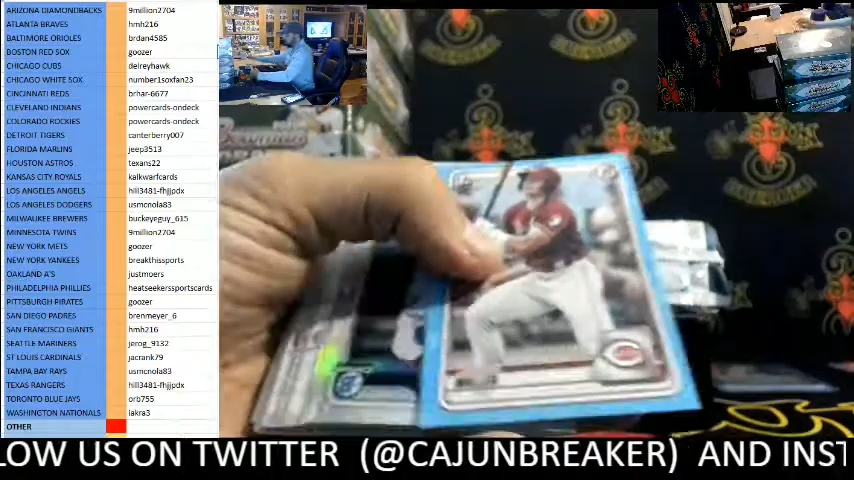 ARIZONA DIAMONDBACKS 9million2704
ATLANTA BRAVES hmh216
BALTIMORE ORIOLES brdan4585
BOSTON RED SOX goozer
CHICAGO CUBS delreyhawk
CHICAGO WHITE SOX number1soxfan23
CINCINNATI REDS brhar-6677
CLEVELAND INDIANS powercards-ondeck
COLORADO ROCKIES powercards-ondeck
DETROIT TIGERS canterbery007
FLORIDA MARLINS jeep3513
HOUSTON ASTROS texans22
KANSAS CITY ROYALS kalkwarfcards
LOS ANGELES ANGELS hill3481-fhjjpdx
LOS ANGELES DODGERS usmcnola83
MILWAUKEE BREWERS buckeyeguy_615
MINNESOTA TWINS 9million2704
NEW YORK METS goozer
NEW YORK YANKEES breakthissports
OAKLAND A'S justmoers
PHILADELPHIA PHILLIES heatseekerssportscards
PITTSBURGH PIRATES goozer
SAN DIEGO PADRES brenmeyer_6
SAN FRANCISCO GIANTS hmh216
SEATTLE MARINERS jerog_9132
ST LOUIS CARDINALS jacrank79
TAMPA BAY RAYS usmcnola83
TEXAS RANGERS hill3481-fhjjpdx
TORONTO BLUE JAYS orb755
WASHINGTON NATIONALS lakra3
OTHER
LOW US ON TWITTER (@CAJUNBREAKER) AND INST